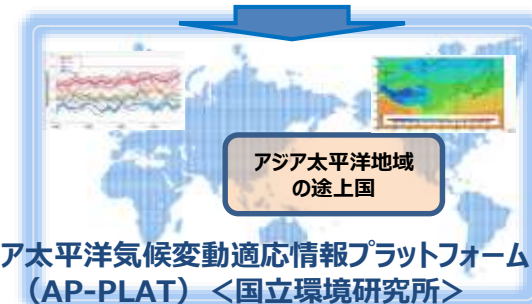 アジア太平洋地域
の途上国
ア太平洋気候変動適応情報プラットフォーム
（AP-PLAT）＜国立環境研究所＞